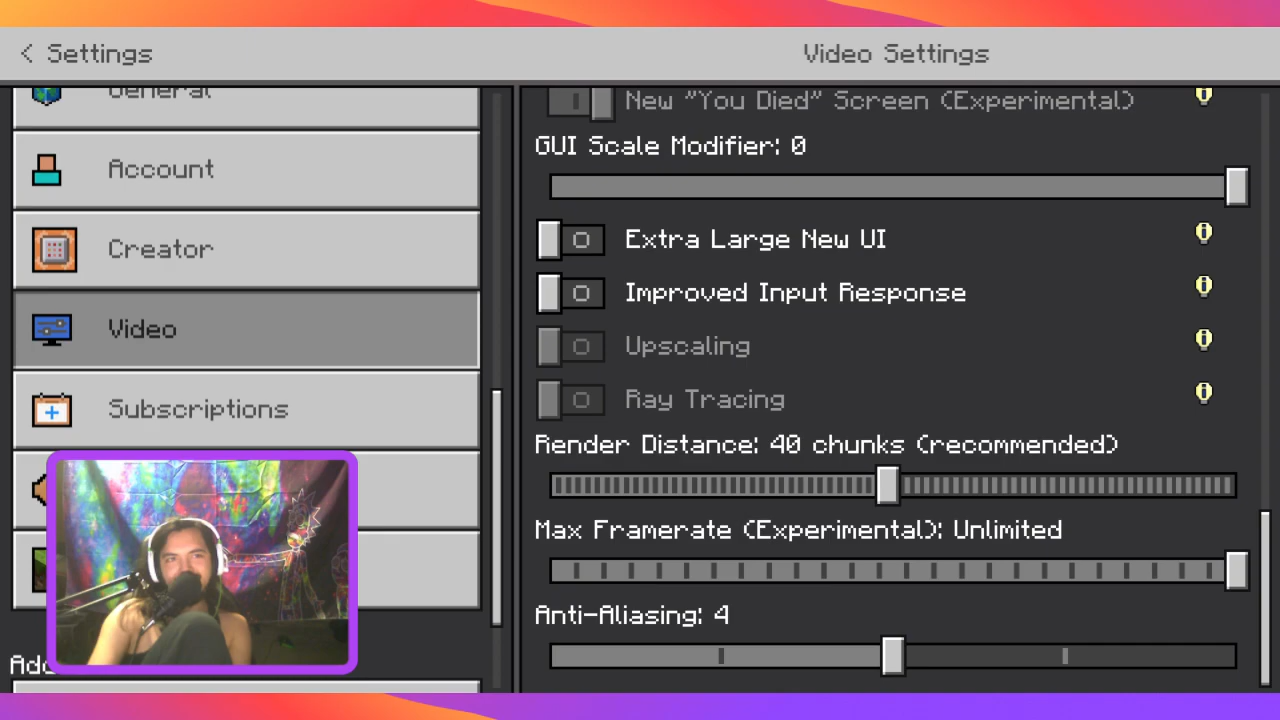 Settings
Video Settings
General
Account
Creator
Video
Subscriptions
New "You Died" Screen (Experimental)
GUI Scale Modifier: 0
Extra Large New UI
Improved Input Response
Upscaling
Ray Tracing
Render Distance: 40 chunks (recommended)
Max Framerate (Experimental): Unlimited
Anti-Aliasing: 4